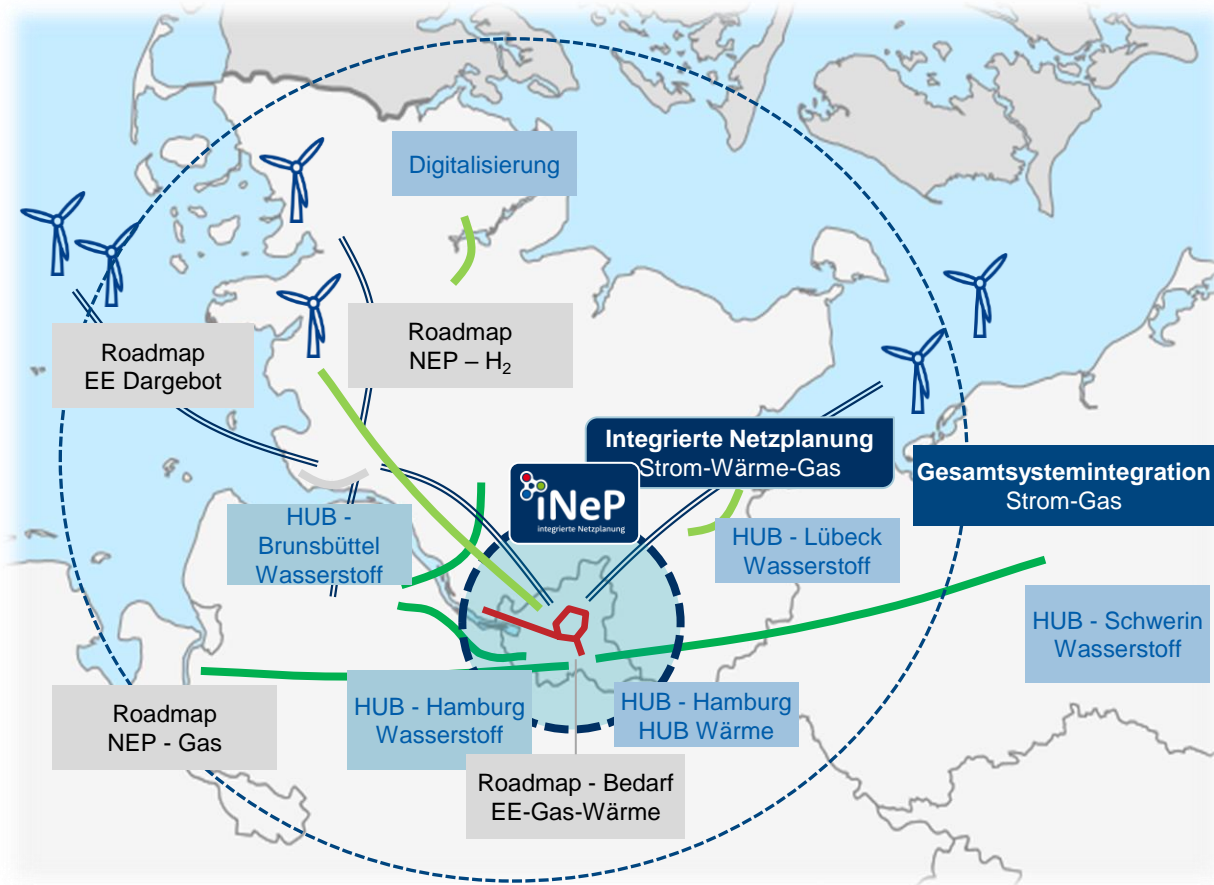 Digitalisierung
Roadmap
EE Dargebot
Roadmap
NEP – H₂
Integrierte Netzplanung
Strom-Wärme-Gas
Gesamtsystemintegration
Strom-Gas
iNeP
integrierte Netzplanung
HUB -
Brunsbüttel
Wasserstoff
HUB - Lübeck
Wasserstoff
HUB - Schwerin
Wasserstoff
Roadmap
NEP - Gas
HUB - Hamburg
Wasserstoff
HUB - Hamburg
HUB Wärme
Roadmap - Bedarf
EE-Gas-Wärme